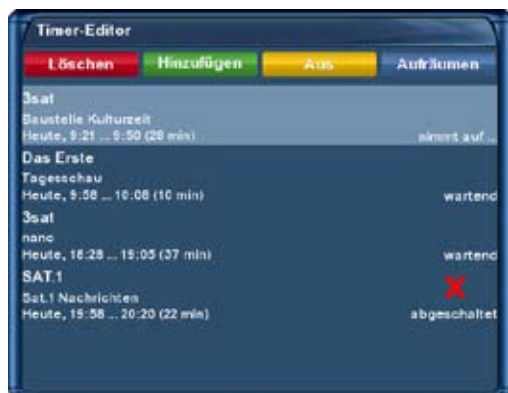 Timer-Editor
Löschen Hinzufügen Aus Aufräumen
3sat
Baustelle Kulturzeit
Heute, 9:21 ... 9:50 (28 min) nimmt auf ...
Das Erste
Tagesschau
Heute, 9:58 ... 10:08 (10 min) wartend
3sat
nano
Heute, 18:28 ... 19:05 (37 min) wartend
SAT.1
Sat.1 Nachrichten
Heute, 19:58 ... 20:20 (22 min) abgeschaltet